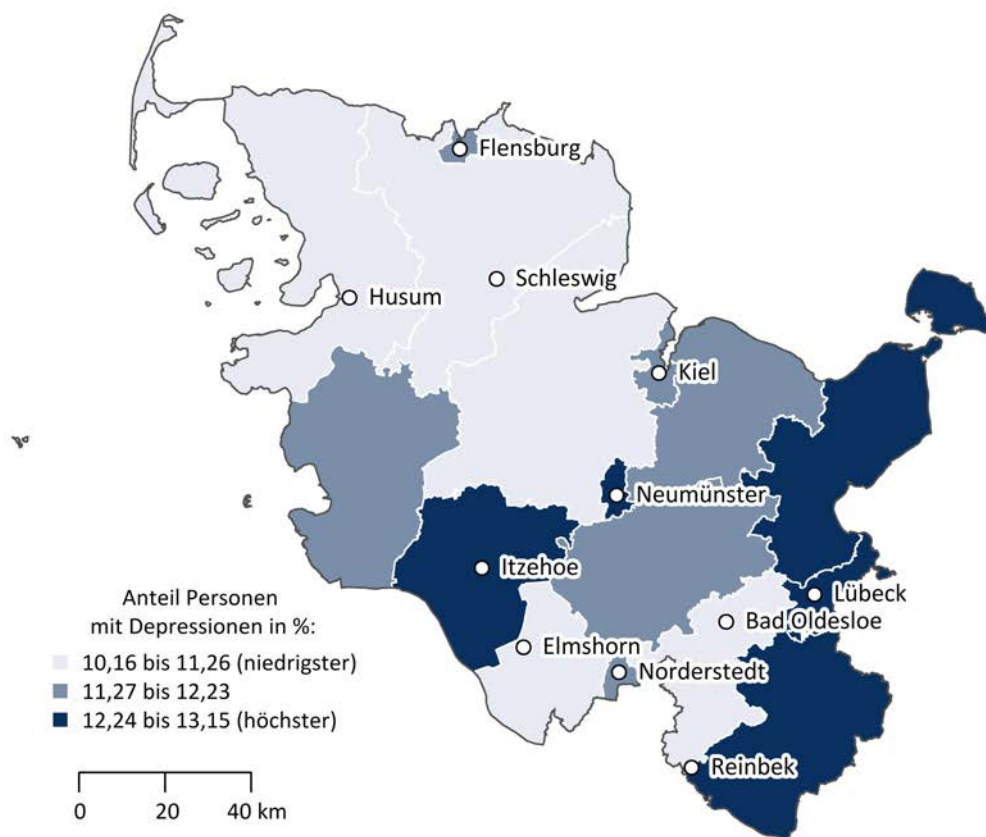 Flensburg
Schleswig
Husum
Kiel
Neumünster
Itzehoe
Lübeck
Bad Oldesloe
Elmshorn
Norderstedt
Reinbek
Anteil Personen
mit Depressionen in %:
10,16 bis 11,26 (niedrigster)
11,27 bis 12,23
12,24 bis 13,15 (höchster)
0 20 40 km